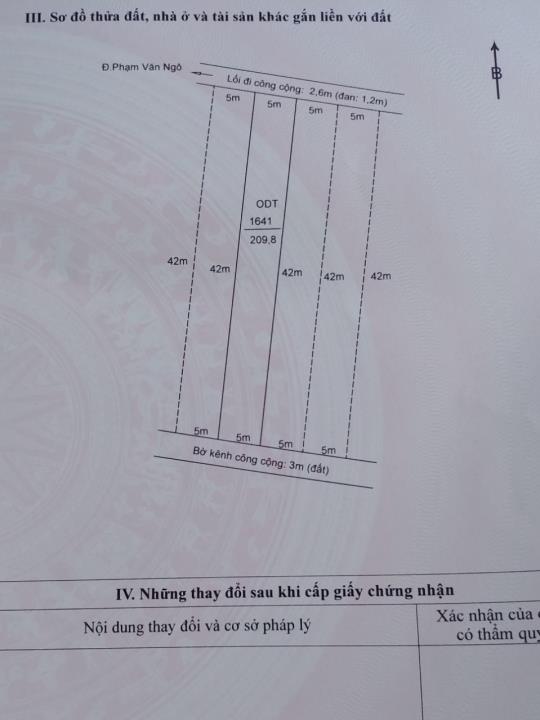 III. Sơ đồ thửa đất, nhà ở và tài sản khác gắn liền với đất
Đ.Phạm Văn Ngô
Lối đi công cộng: 2,6m (đan: 1,2m)
B
5m
5m
5m
5m
ODT
1641
209,8
42m
42m
42m
42m
42m
5m
5m
5m
5m
Bờ kênh công cộng: 3m (đất)
IV. Những thay đổi sau khi cấp giấy chứng nhận
Nội dung thay đổi và cơ sở pháp lý
Xác nhận của
có thẩm quy